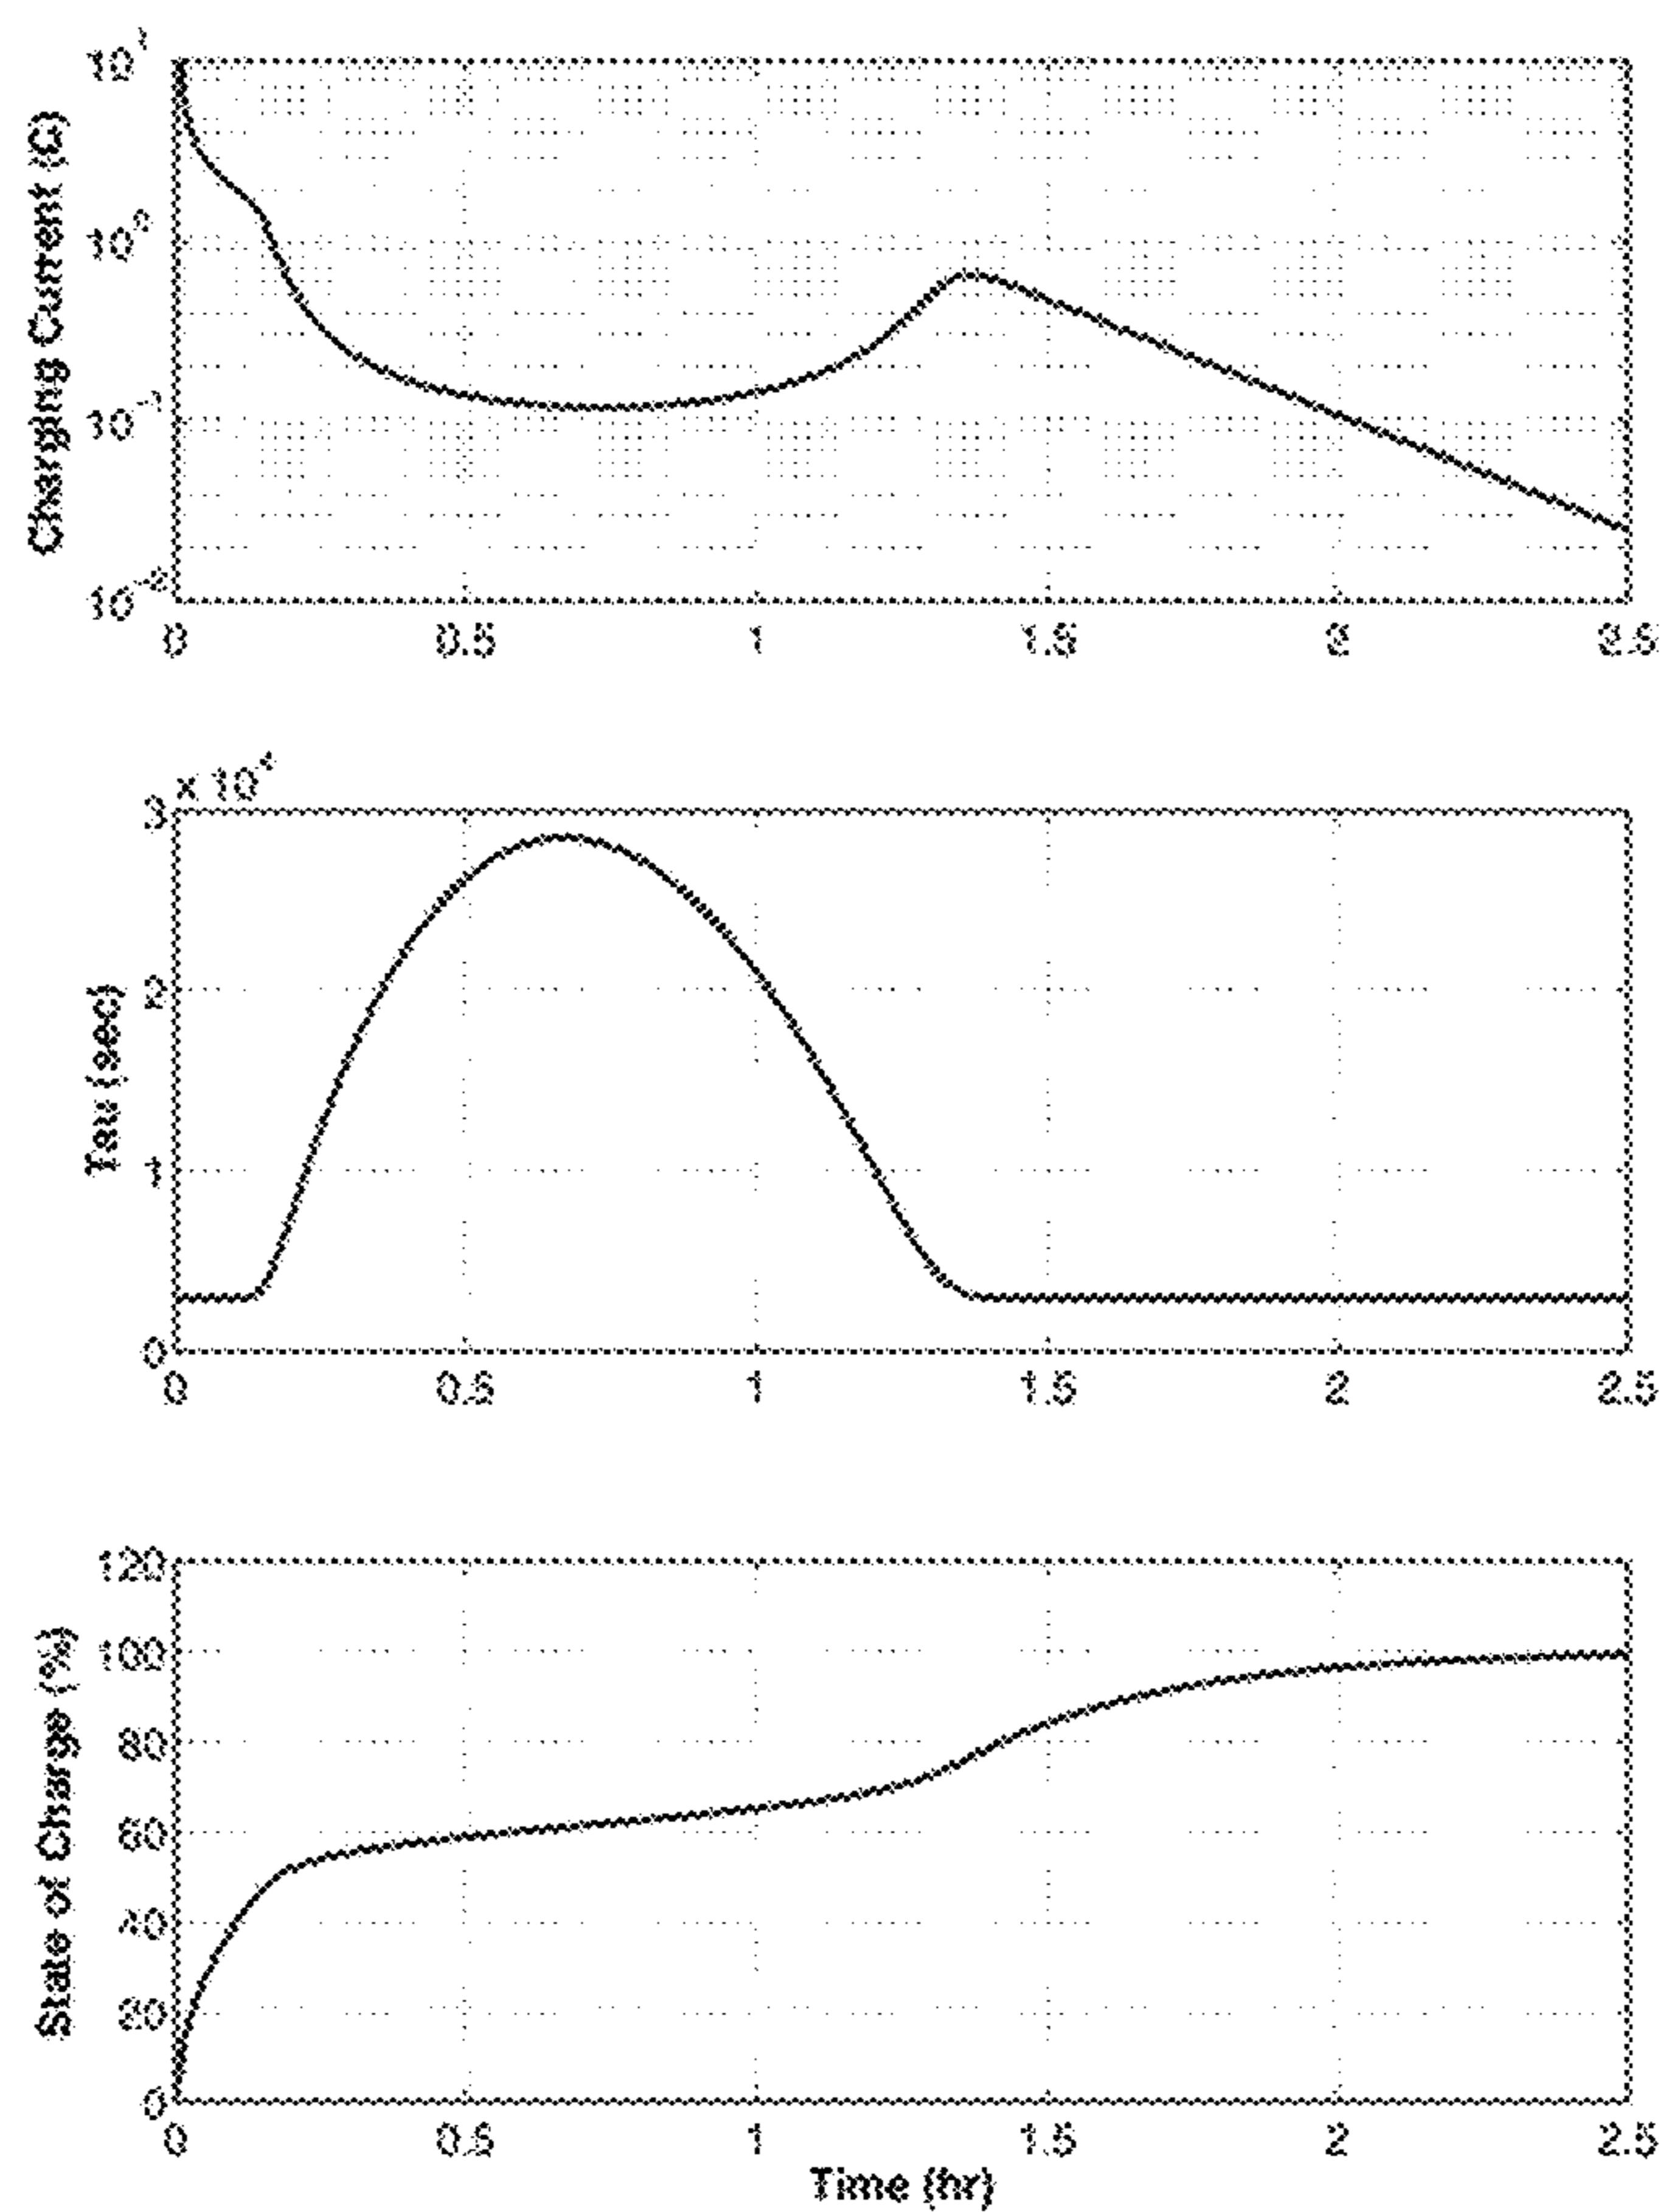 Charging Current (C)
10^1
10^0
10^-1
10^-2
0 0.5 1 1.5 2 2.5
x 10^4
Tau (sec)
3
2
1
0
0 0.5 1 1.5 2 2.5
State of Charge (%)
120
100
80
60
40
20
0
0 0.5 1 1.5 2 2.5
Time (hr)